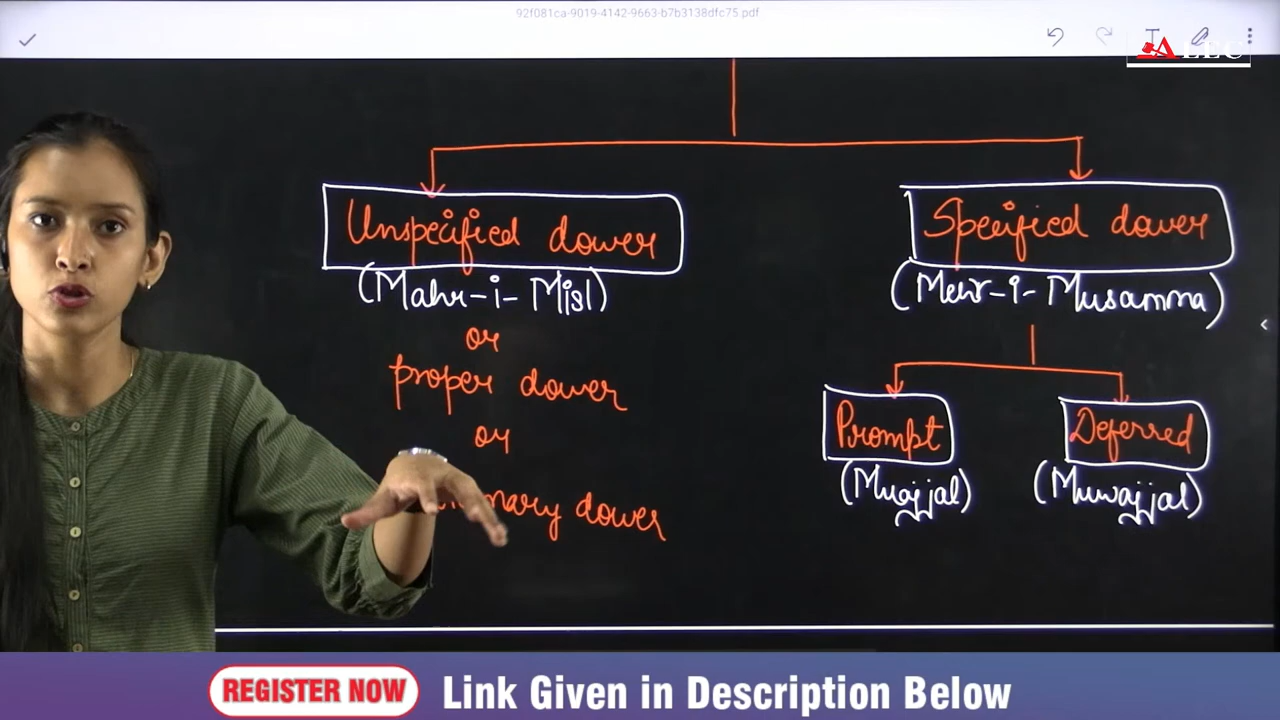 92f081ca-9019-4142-9663-b7b3138dfc75.pdf
T
LEC
Unspecified dower
(Mahr-i-Misl)
or
proper dower
or
dower
Specified dower
(Mehr-i-Musamma)
Prompt
(Muajjal)
Deferred
(Muwajjal)
REGISTER NOW
Link Given in Description Below